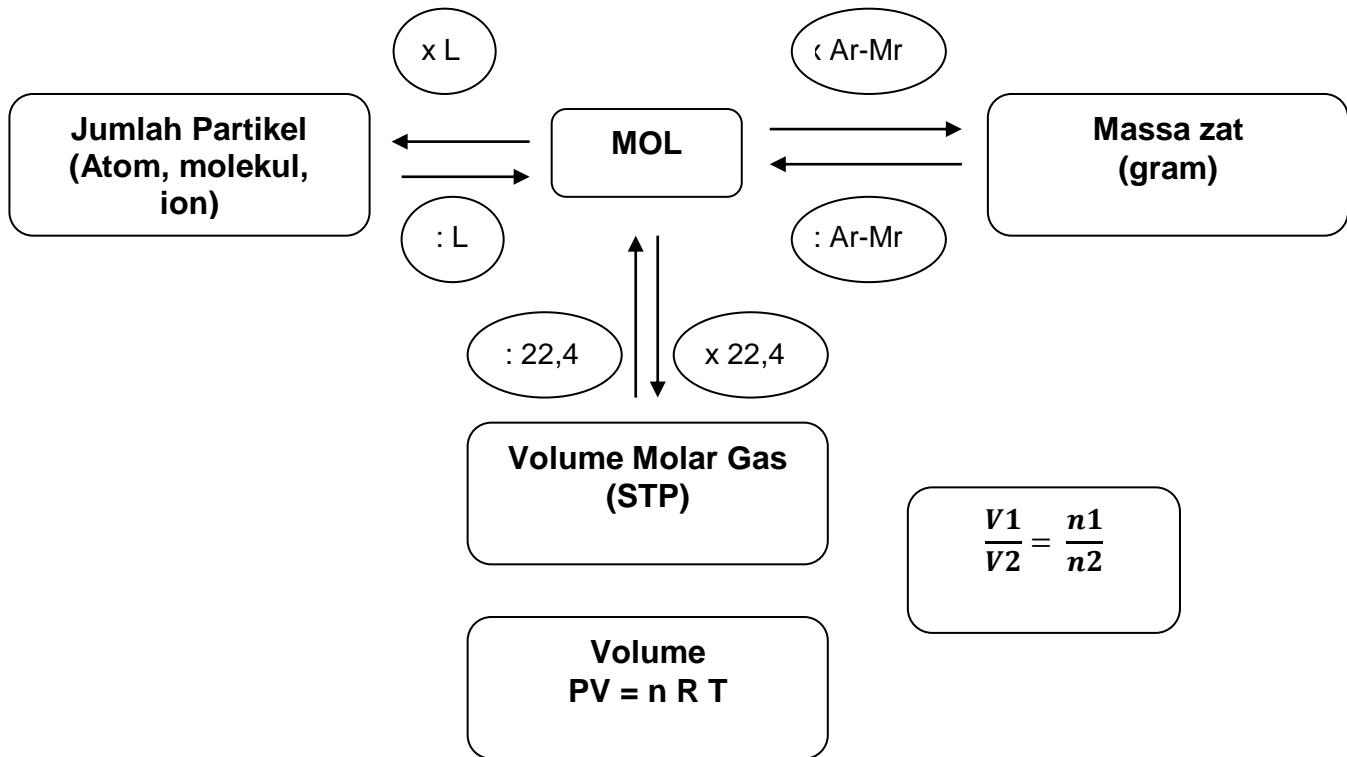 x L
x Ar-Mr
Jumlah Partikel
(Atom, molekul,
ion)
MOL
Massa zat
(gram)
: L
: Ar-Mr
: 22,4
x 22,4
Volume Molar Gas
(STP)
V1/V2 = n1/n2
Volume
PV = n R T